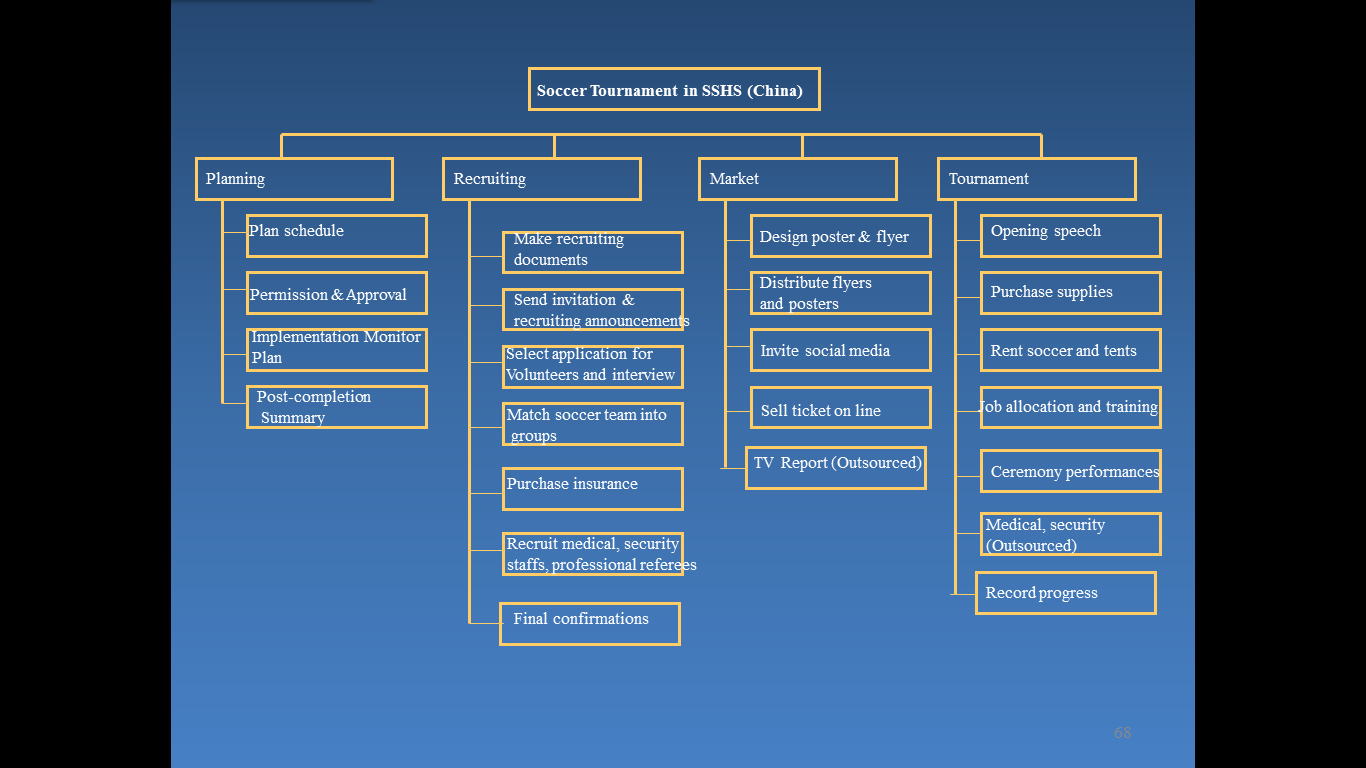 Soccer Tournament in SSHS (China)
Planning
Plan schedule
Permission & Approval
Implementation Monitor
Plan
Post-completion
Summary
Recruiting
Make recruiting
documents
Send invitation &
recruiting announcements
Select application for
Volunteers and interview
Match soccer team into
groups
Purchase insurance
Recruit medical, security
staffs, professional referees
Final confirmations
Market
Design poster & flyer
Distribute flyers
and posters
Invite social media
Sell ticket on line
TV Report (Outsourced)
Tournament
Opening speech
Purchase supplies
Rent soccer and tents
Job allocation and training
Ceremony performances
Medical, security
(Outsourced)
Record progress
68